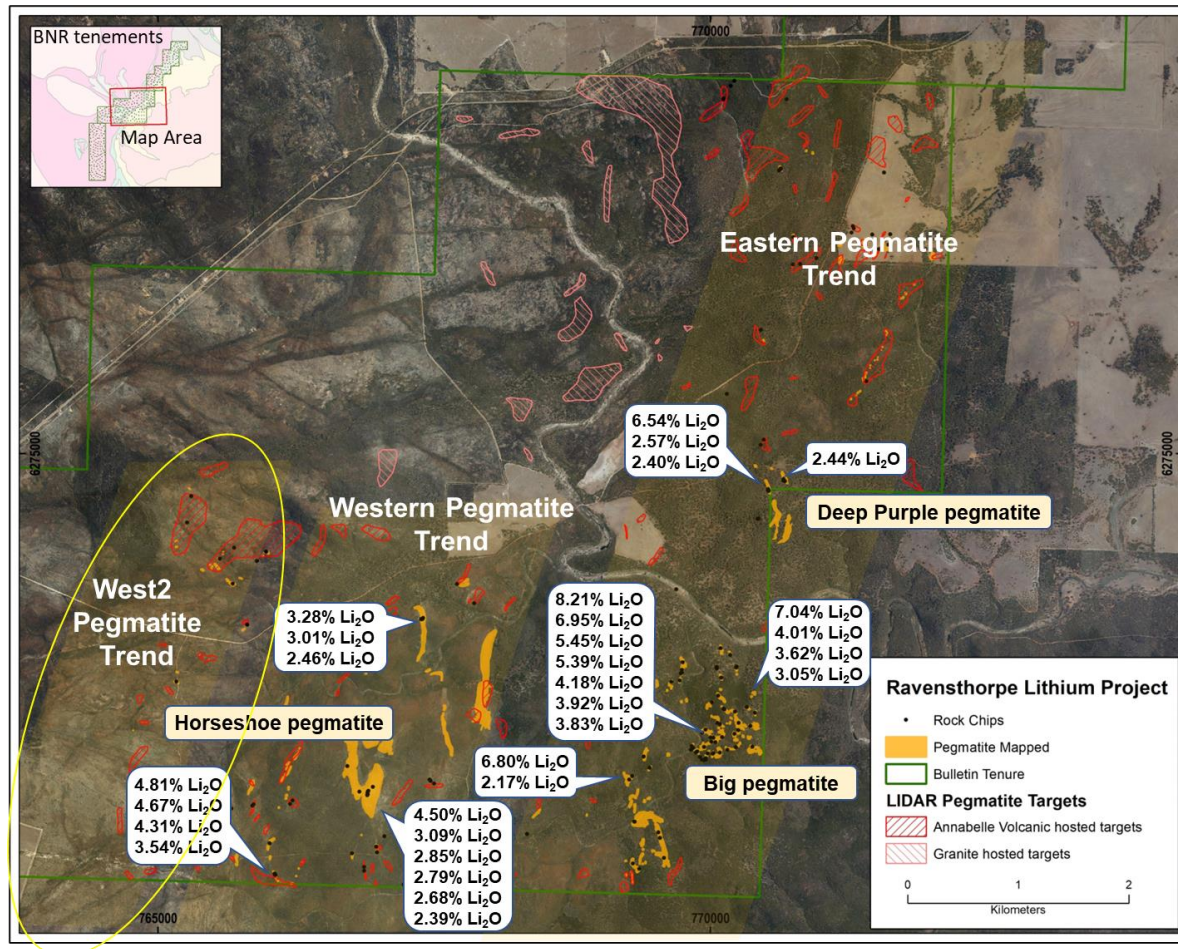 BNR tenements
Map Area
770000
6275000
6275000
Eastern Pegmatite
Trend
6.54% Li₂O
2.57% Li₂O
2.40% Li₂O
2.44% Li₂O
Deep Purple pegmatite
Western Pegmatite
Trend
West2
Pegmatite
Trend
3.28% Li₂O
3.01% Li₂O
2.46% Li₂O
8.21% Li₂O
6.95% Li₂O
5.45% Li₂O
5.39% Li₂O
4.18% Li₂O
3.92% Li₂O
3.83% Li₂O
7.04% Li₂O
4.01% Li₂O
3.62% Li₂O
3.05% Li₂O
Horseshoe pegmatite
6.80% Li₂O
2.17% Li₂O
Big pegmatite
4.81% Li₂O
4.67% Li₂O
4.31% Li₂O
3.54% Li₂O
4.50% Li₂O
3.09% Li₂O
2.85% Li₂O
2.79% Li₂O
2.68% Li₂O
2.39% Li₂O
765000
770000
Ravensthorpe Lithium Project
Rock Chips
Pegmatite Mapped
Bulletin Tenure
LIDAR Pegmatite Targets
Annabelle Volcanic hosted targets
Granite hosted targets
0 1 2
Kilometers